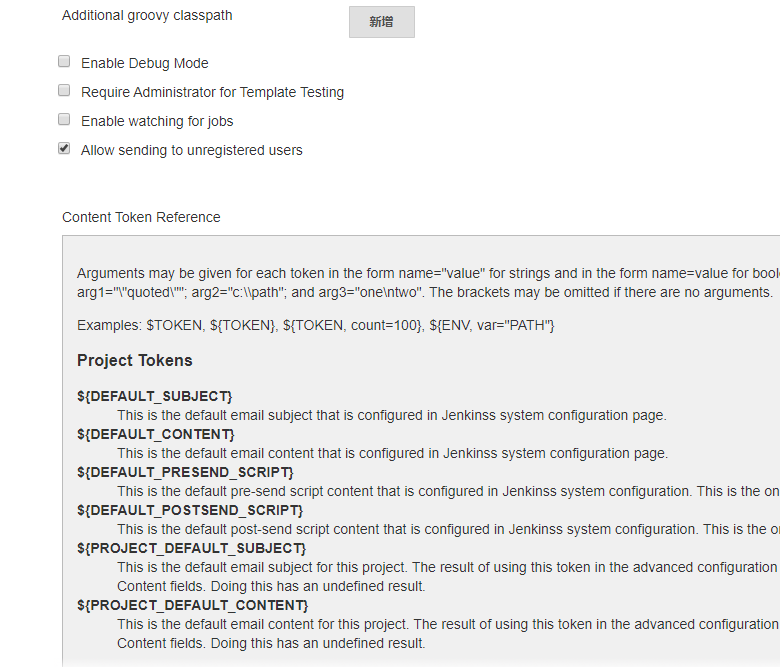 Additional groovy classpath
新增
Enable Debug Mode
Require Administrator for Template Testing
Enable watching for jobs
Allow sending to unregistered users
Content Token Reference
Arguments may be given for each token in the form name="value" for strings and in the form name=value for
arg1="\"quoted\""; arg2="c:\\path"; and arg3="one\ntwo". The brackets may be omitted if there are no arguments.
Examples: $TOKEN, ${TOKEN}, ${TOKEN, count=100}, ${ENV, var="PATH"}
Project Tokens
${DEFAULT_SUBJECT}
This is the default email subject that is configured in Jenkinss system configuration page.
${DEFAULT_CONTENT}
This is the default email content that is configured in Jenkinss system configuration page.
${DEFAULT_PRESEND_SCRIPT}
This is the default pre-send script content that is configured in Jenkinss system configuration. This is the
${DEFAULT_POSTSEND_SCRIPT}
This is the default post-send script content that is configured in Jenkinss system configuration. This is the
${PROJECT_DEFAULT_SUBJECT}
This is the default email subject for this project. The result of using this token in the advanced configuration
Content fields. Doing this has an undefined result.
${PROJECT_DEFAULT_CONTENT}
This is the default email content for this project. The result of using this token in the advanced configuration
Content fields. Doing this has an undefined result.